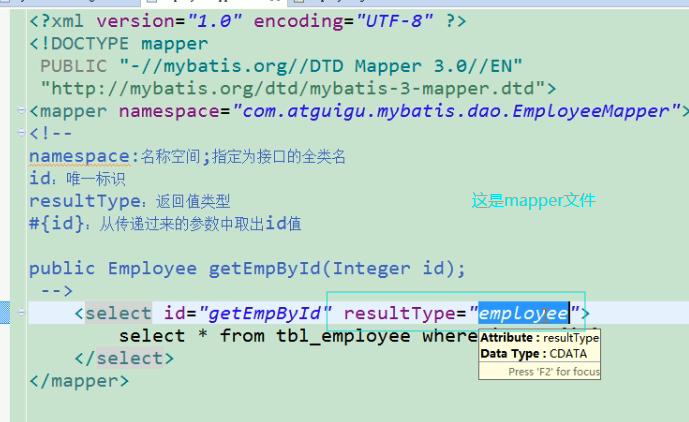 <?xml version="1.0" encoding="UTF-8" ?>
<!DOCTYPE mapper
PUBLIC "-//mybatis.org//DTD Mapper 3.0//EN"
"http://mybatis.org/dtd/mybatis-3-mapper.dtd">
<mapper namespace="com.atguigu.mybatis.dao.EmployeeMapper">
<!--
namespace:名称空间;指定为接口的全类名
id：唯一标识
resultType：返回值类型
这是mapper文件
#{id}：从传递过来的参数中取出id值
public Employee getEmpById(Integer id);
-->
<select id="getEmpById" resultType="employee">
select * from tbl_employee where
Attribute : resultType
Data Type : CDATA
Press 'F2' for focus
</select>
</mapper>